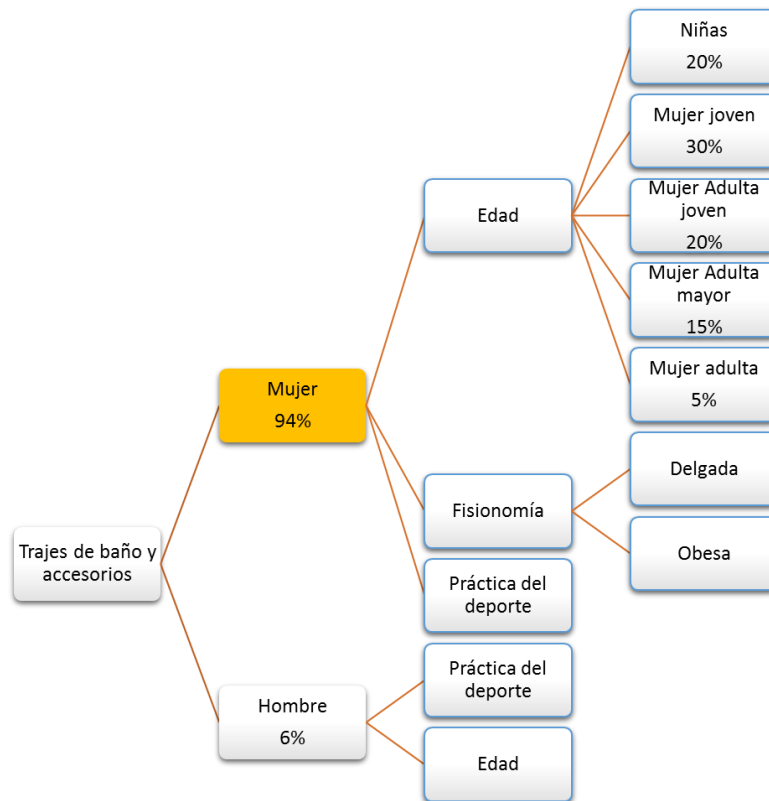 Trajes de baño y
accesorios
Mujer
94%
Edad
Niñas
20%
Mujer joven
30%
Mujer Adulta
joven
20%
Mujer Adulta
mayor
15%
Mujer adulta
5%
Fisionomía
Delgada
Obesa
Práctica del
deporte
Hombre
6%
Práctica del
deporte
Edad